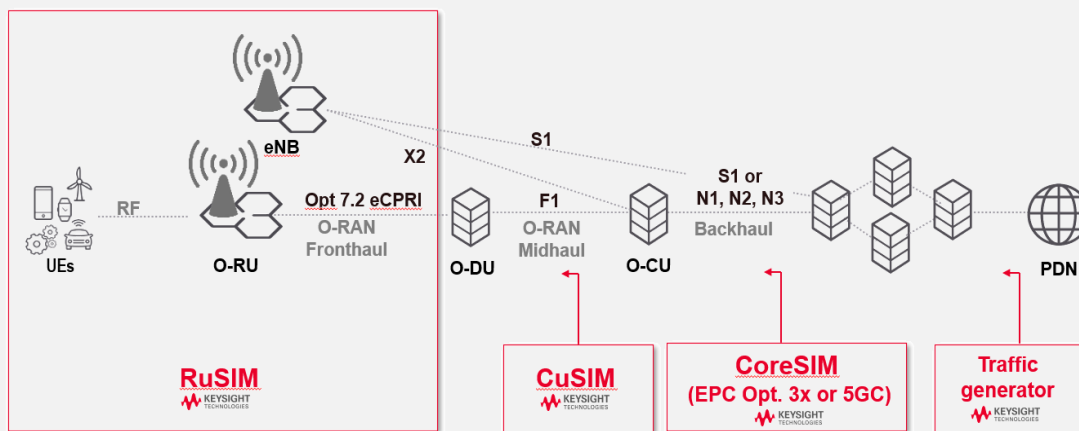 eNB
S1
X2
S1 or
N1, N2, N3
RF
Opt 7.2 eCPRI
F1
O-RAN
Fronthaul
O-RAN
Midhaul
Backhaul
UEs
O-RU
O-DU
O-CU
PDN
RuSIM
KEYSIGHT
TECHNOLOGIES
CuSIM
KEYSIGHT
TECHNOLOGIES
CoreSIM
(EPC Opt. 3x or 5GC)
KEYSIGHT
TECHNOLOGIES
Traffic
generator
KEYSIGHT
TECHNOLOGIES